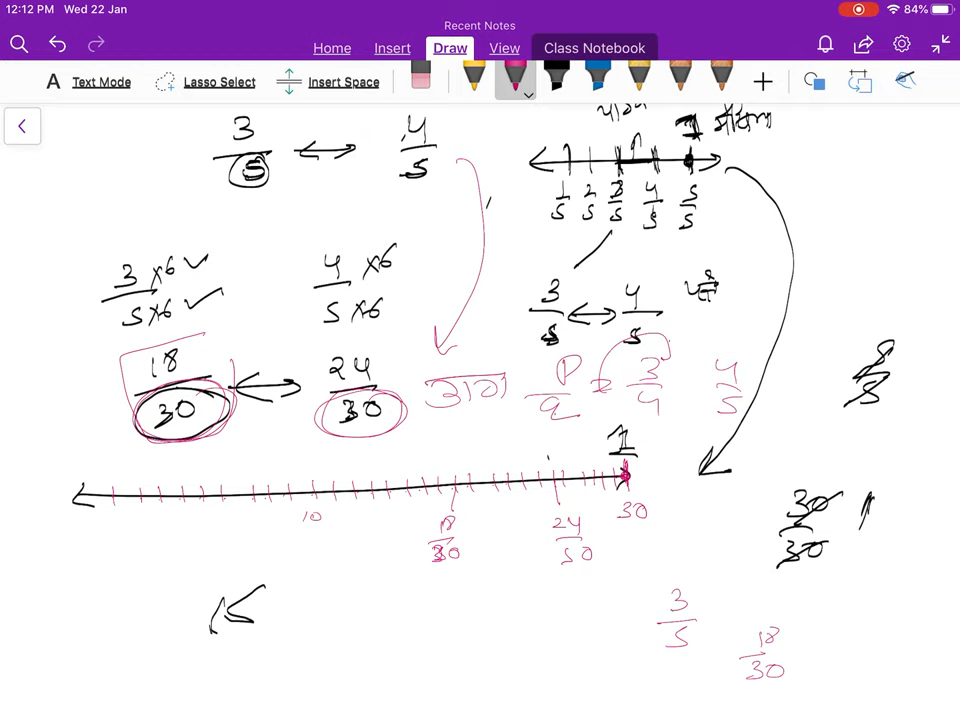 12:12 PM Wed 22 Jan 84%
Recent Notes
Home Insert Draw View Class Notebook
A Text Mode Lasso Select Insert Space
3/5 ↔ 4/5
1
1/5 2/5 3/5 4/5 5/5
3×6/5×6 4×6/5×6
3/5 ↔ 4/5
18/30 ↔ 24/30
P/q 3/4 4/5
1
10 18/30 24/30 30
30/30
3/5
18/30